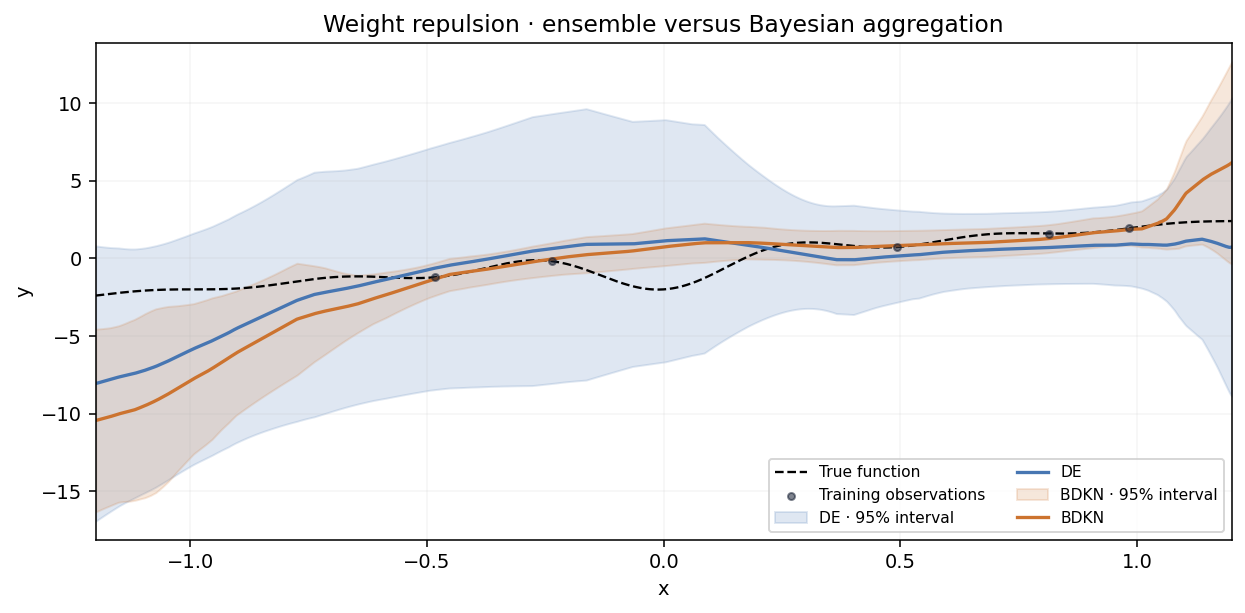 Weight repulsion · ensemble versus Bayesian aggregation
y
10
5
0
−5
−10
−15
−1.0
−0.5
0.0
0.5
1.0
x
True function
Training observations
DE · 95% interval
DE
BDKN · 95% interval
BDKN